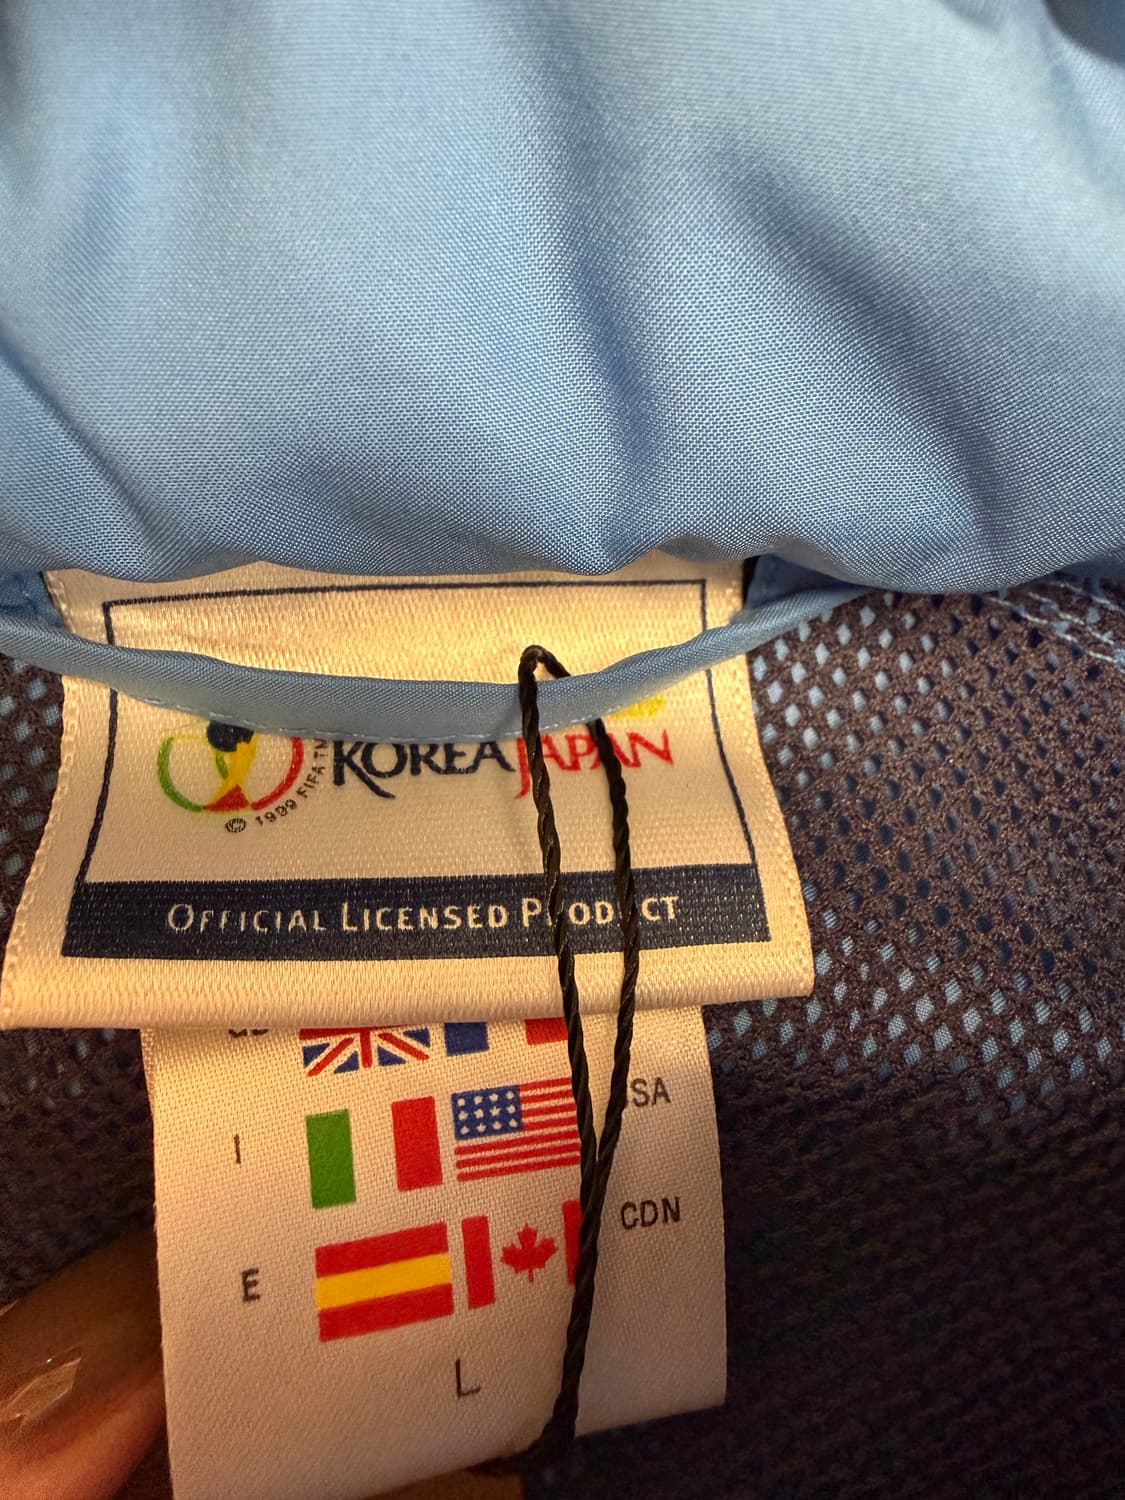 KOREA JAPAN
© 1999 FIFA TM
OFFICIAL LICENSED PRODUCT
I
USA
E
CDN
L